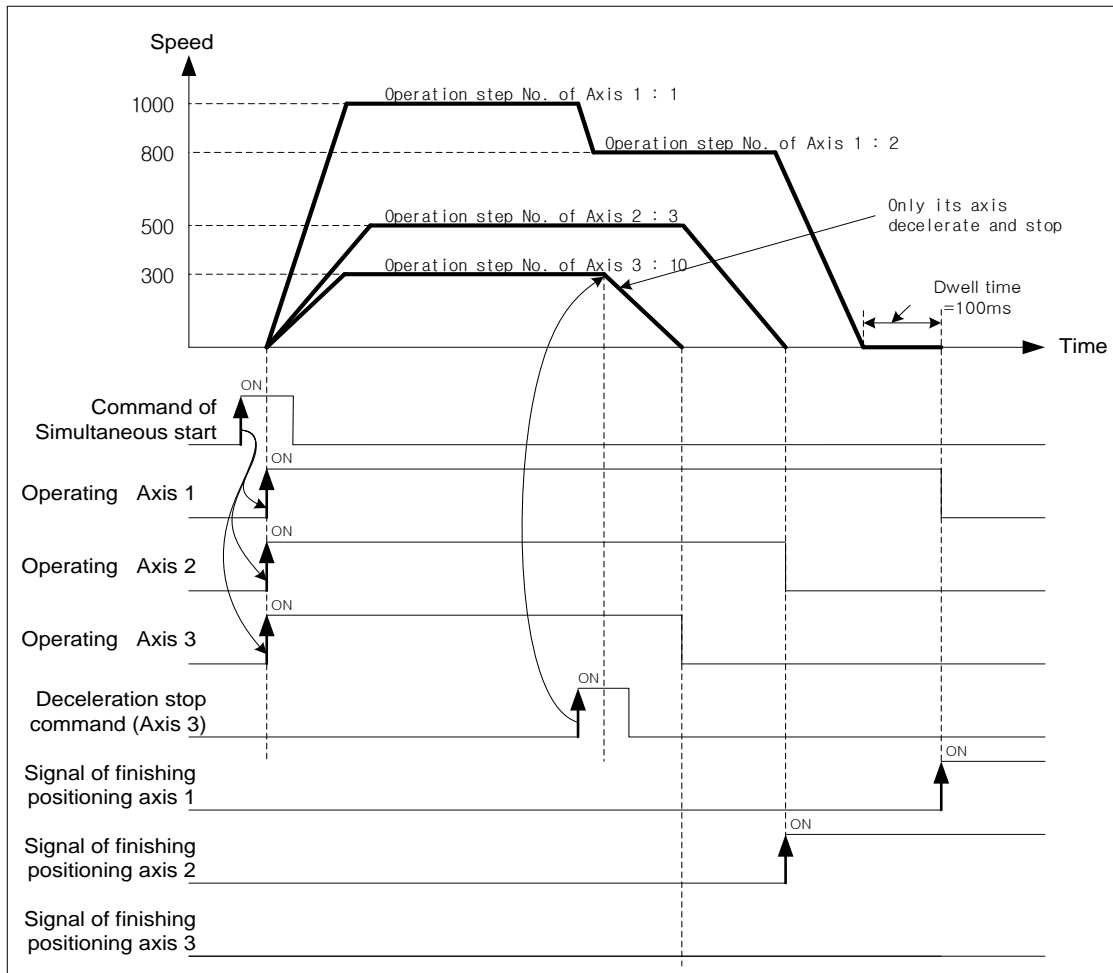 Speed
1000
Operation step No. of Axis 1 : 1
800
Operation step No. of Axis 1 : 2
Only its axis
decelerate and stop
500
Operation step No. of Axis 2 : 3
300
Operation step No. of Axis 3 : 10
Dwell time
=100ms
Time
ON
Command of
Simultaneous start
ON
Operating Axis 1
ON
Operating Axis 2
ON
Operating Axis 3
ON
Deceleration stop
command (Axis 3)
ON
Signal of finishing
positioning axis 1
ON
Signal of finishing
positioning axis 2
Signal of finishing
positioning axis 3